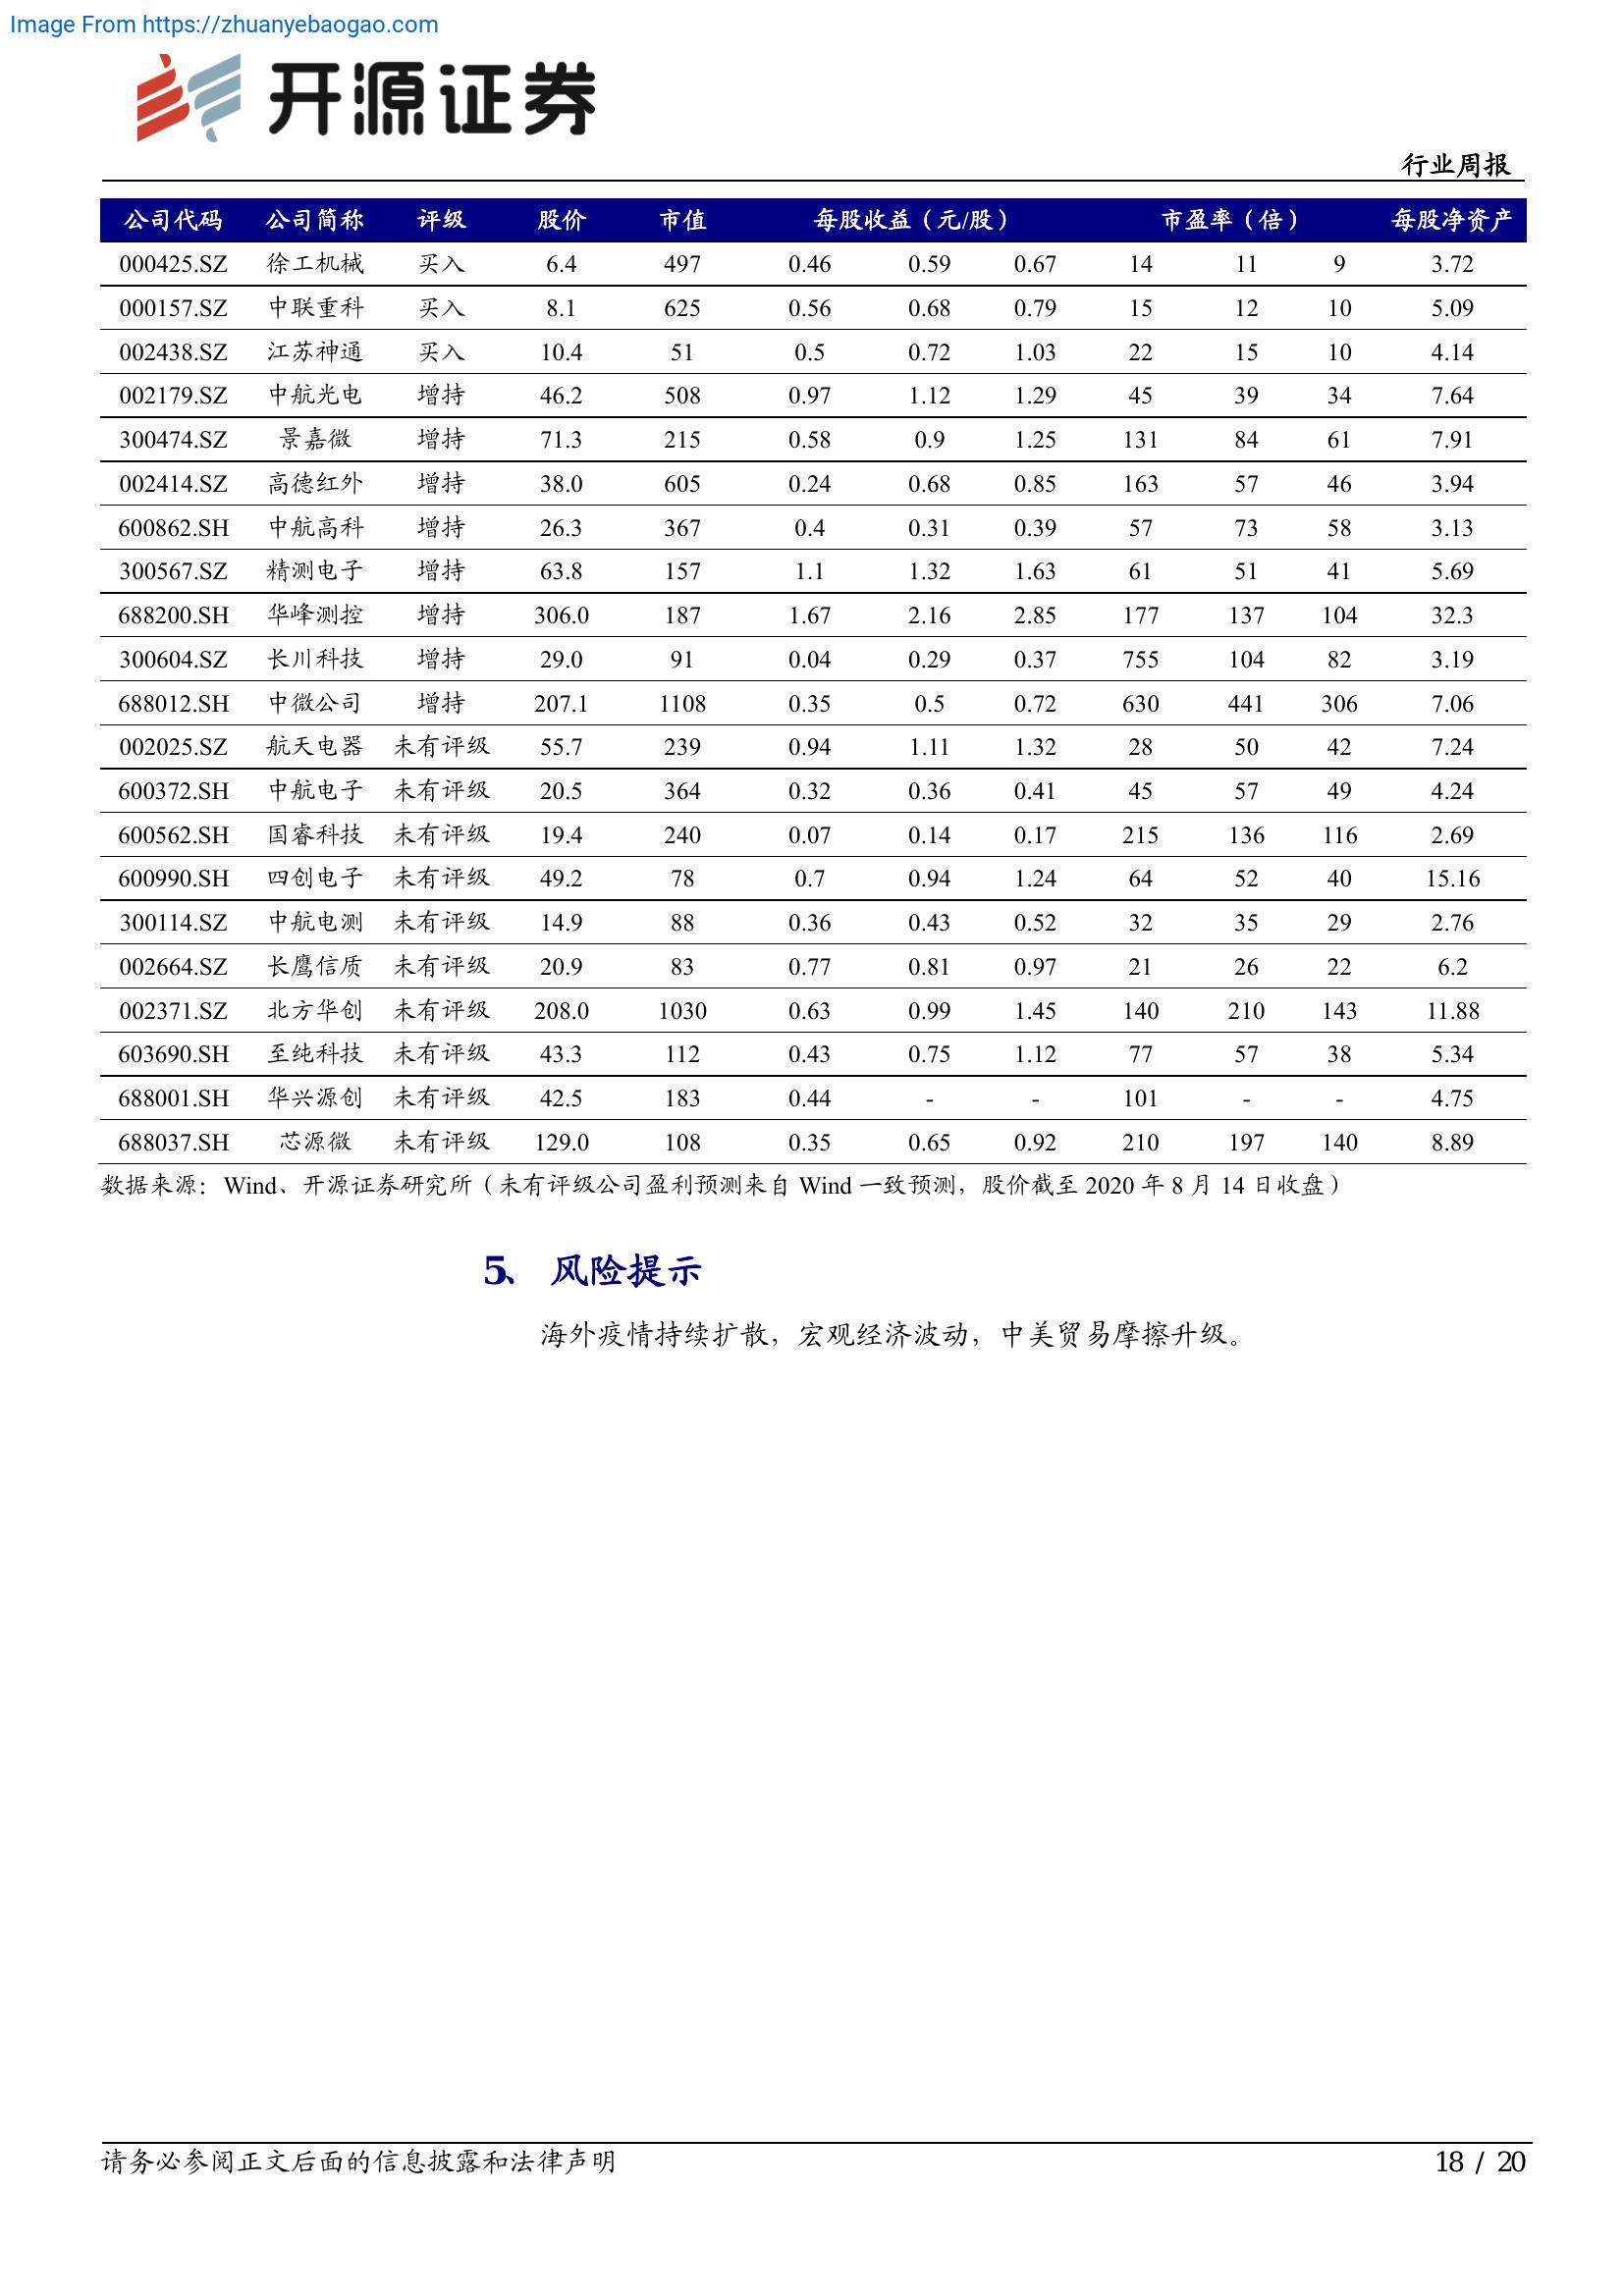 Image From https://zhuanyebaogao.com
开源证券
行业周报
公司代码 公司简称 评级 股价 市值 每股收益（元/股） 市盈率（倍） 每股净资产
000425.SZ 徐工机械 买入 6.4 497 0.46 0.59 0.67 14 11 9 3.72
000157.SZ 中联重科 买入 8.1 625 0.56 0.68 0.79 15 12 10 5.09
002438.SZ 江苏神通 买入 10.4 51 0.5 0.72 1.03 22 15 10 4.14
002179.SZ 中航光电 增持 46.2 508 0.97 1.12 1.29 45 39 34 7.64
300474.SZ 景嘉微 增持 71.3 215 0.58 0.9 1.25 131 84 61 7.91
002414.SZ 高德红外 增持 38.0 605 0.24 0.68 0.85 163 57 46 3.94
600862.SH 中航高科 增持 26.3 367 0.4 0.31 0.39 57 73 58 3.13
300567.SZ 精测电子 增持 63.8 157 1.1 1.32 1.63 61 51 41 5.69
688200.SH 华峰测控 增持 306.0 187 1.67 2.16 2.85 177 137 104 32.3
300604.SZ 长川科技 增持 29.0 91 0.04 0.29 0.37 755 104 82 3.19
688012.SH 中微公司 增持 207.1 1108 0.35 0.5 0.72 630 441 306 7.06
002025.SZ 航天电器 未有评级 55.7 239 0.94 1.11 1.32 28 50 42 7.24
600372.SH 中航电子 未有评级 20.5 364 0.32 0.36 0.41 45 57 49 4.24
600562.SH 国睿科技 未有评级 19.4 240 0.07 0.14 0.17 215 136 116 2.69
600990.SH 四创电子 未有评级 49.2 78 0.7 0.94 1.24 64 52 40 15.16
300114.SZ 中航电测 未有评级 14.9 88 0.36 0.43 0.52 32 35 29 2.76
002664.SZ 长鹰信质 未有评级 20.9 83 0.77 0.81 0.97 21 26 22 6.2
002371.SZ 北方华创 未有评级 208.0 1030 0.63 0.99 1.45 140 210 143 11.88
603690.SH 至纯科技 未有评级 43.3 112 0.43 0.75 1.12 77 57 38 5.34
688001.SH 华兴源创 未有评级 42.5 183 0.44 - - 101 - - 4.75
688037.SH 芯源微 未有评级 129.0 108 0.35 0.65 0.92 210 197 140 8.89
数据来源：Wind、开源证券研究所（未有评级公司盈利预测来自 Wind 一致预测，股价截至 2020 年 8 月 14 日收盘）
5、 风险提示
海外疫情持续扩散，宏观经济波动，中美贸易摩擦升级。
请务必参阅正文后面的信息披露和法律声明
18 / 20